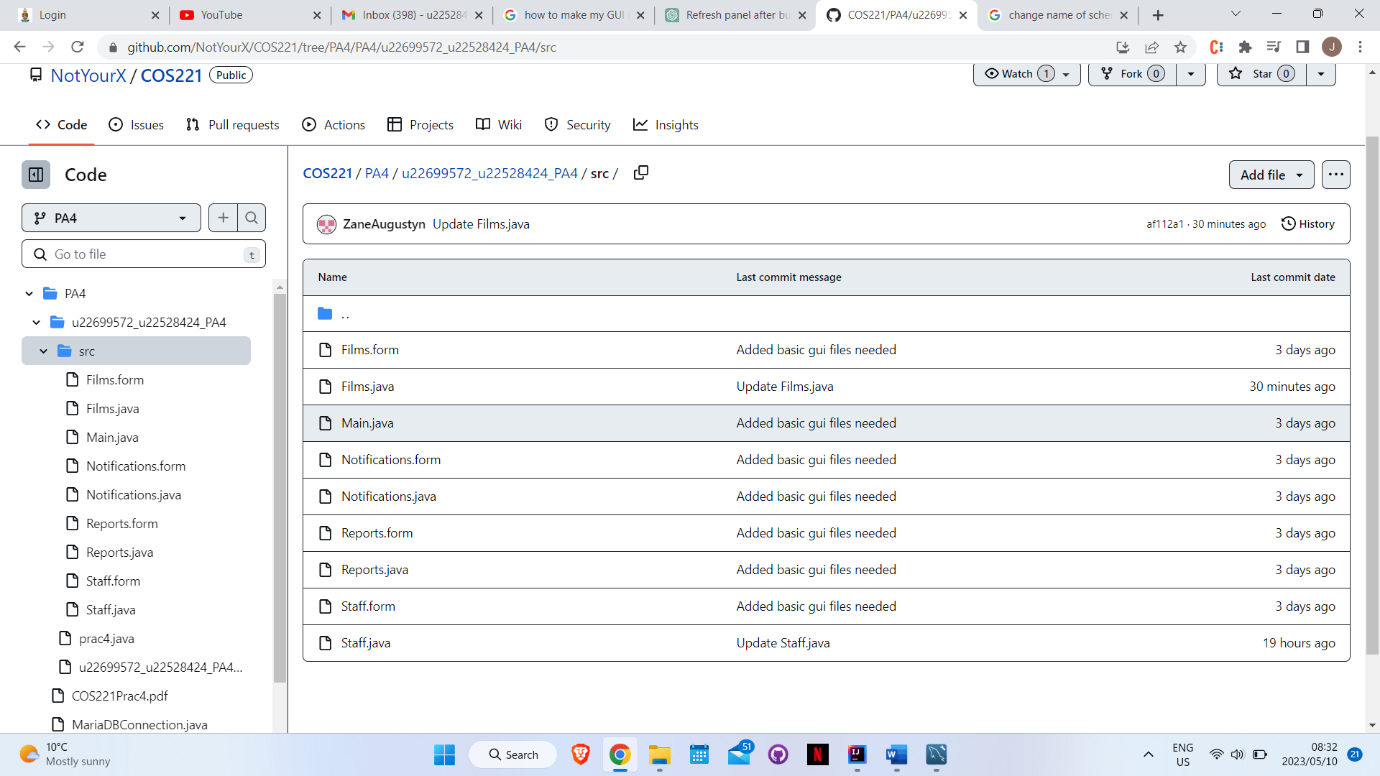 Login
YouTube
Inbox (398) - u22528
how to make my GUI
Refresh panel after bu
COS221/PA4/u22699
change name of scher
github.com/NotYourX/COS221/tree/PA4/PA4/u22699572_u22528424_PA4/src
J
NotYourX / COS221 Public
Watch 1
Fork 0
Star 0
Code
Issues
Pull requests
Actions
Projects
Wiki
Security
Insights
Code
COS221 / PA4 / u22699572_u22528424_PA4 / src /
Add file
PA4
ZaneAugustyn Update Films.java
af112a1 · 30 minutes ago
History
Go to file
t
Name
Last commit message
Last commit date
PA4
. .
u22699572_u22528424_PA4
src
Films.form
Added basic gui files needed
3 days ago
Films.form
Films.java
Update Films.java
30 minutes ago
Films.java
Main.java
Added basic gui files needed
3 days ago
Main.java
Notifications.form
Added basic gui files needed
3 days ago
Notifications.form
Notifications.java
Added basic gui files needed
3 days ago
Notifications.java
Reports.form
Added basic gui files needed
3 days ago
Reports.form
Reports.java
Added basic gui files needed
3 days ago
Reports.java
Staff.form
Added basic gui files needed
3 days ago
Staff.form
Staff.java
Update Staff.java
19 hours ago
Staff.java
prac4.java
u22699572_u22528424_PA4...
COS221Prac4.pdf
MariaDBConnection.java
10°C
Mostly sunny
Search
51
N
IJ
W
ENG
US
08:32
2023/05/10
21